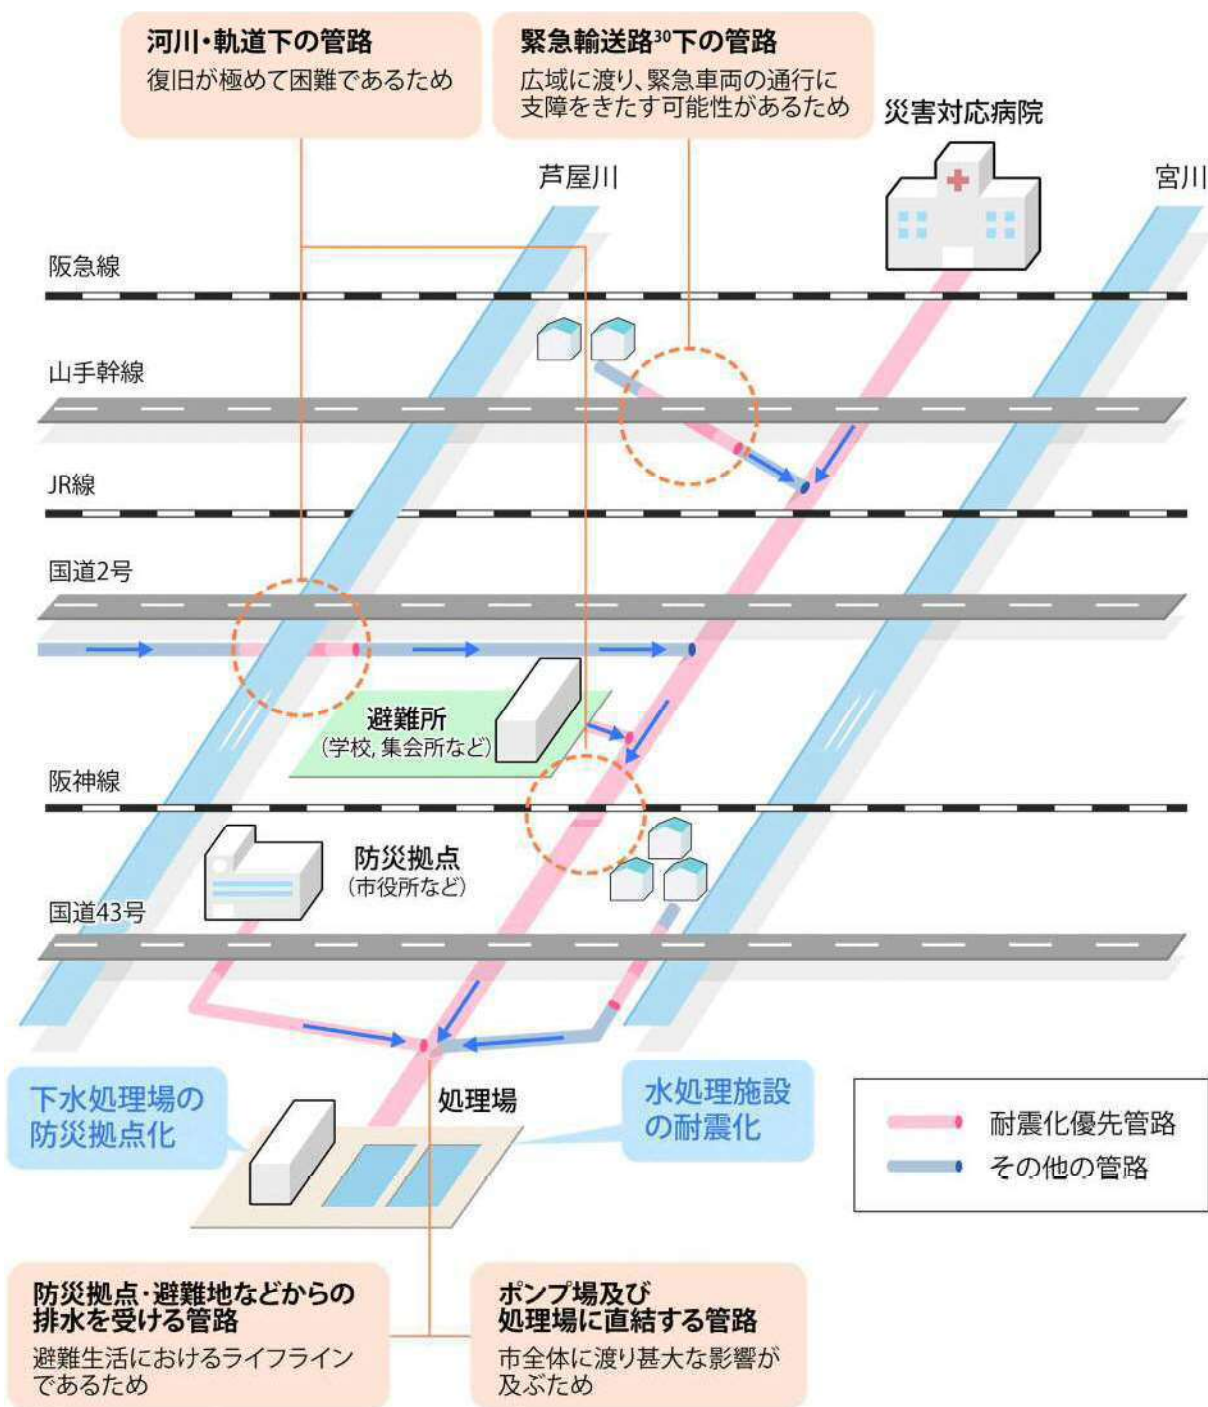 河川・軌道下の管路
復旧が極めて困難であるため
緊急輸送路30下の管路
広域に渡り、緊急車両の通行に
支障をきたす可能性があるため
災害対応病院
芦屋川
宮川
阪急線
山手幹線
JR線
国道2号
避難所
(学校, 集会所など)
阪神線
防災拠点
(市役所など)
国道43号
下水処理場の
防災拠点化
処理場
水処理施設
の耐震化
耐震化優先管路
その他の管路
防災拠点・避難地などからの
排水を受ける管路
避難生活におけるライフライン
であるため
ポンプ場及び
処理場に直結する管路
市全体に渡り甚大な影響が
及ぶため